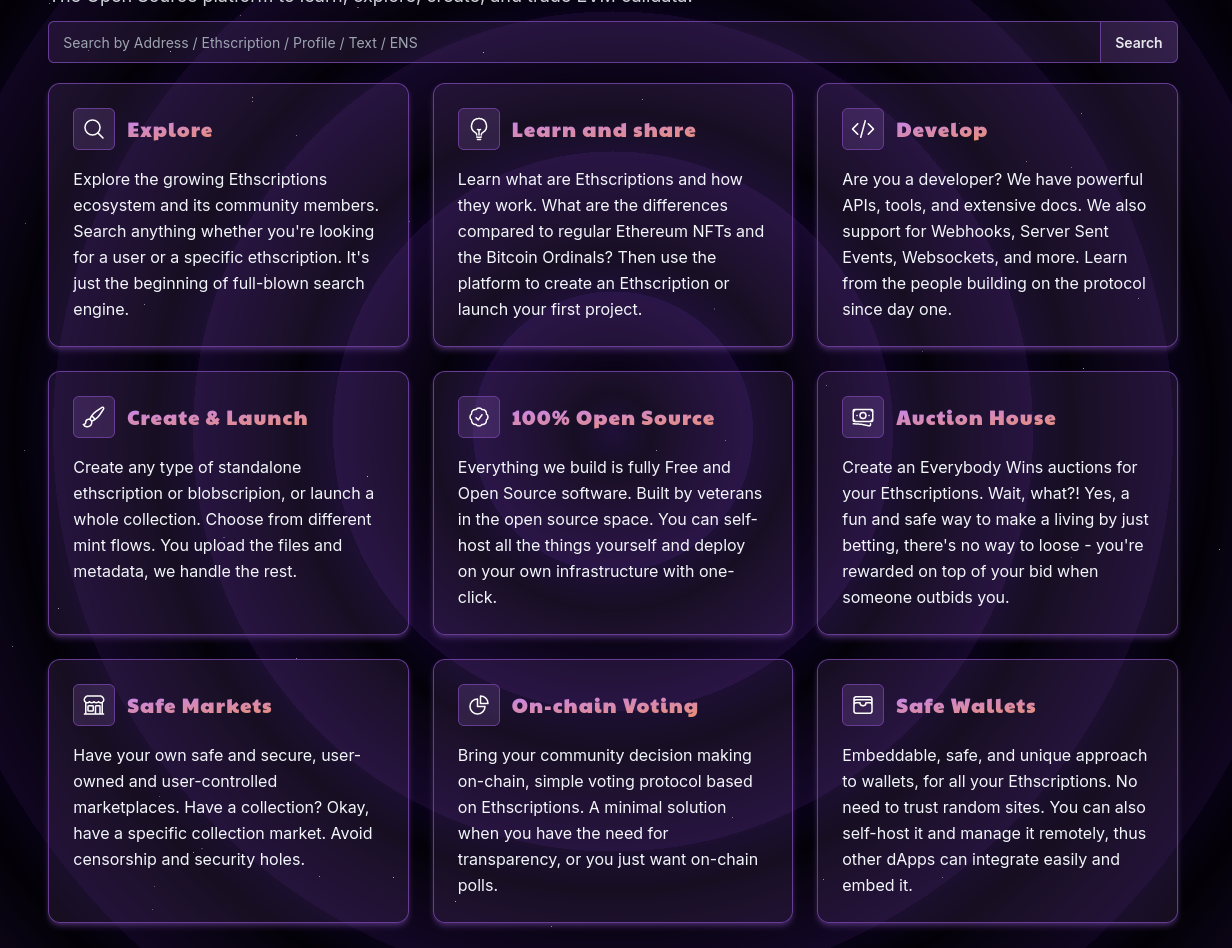 The Open Source platform to learn, explore, create, and trade EVM calldata.
Search by Address / Ethscription / Profile / Text / ENS
Search
Explore
Explore the growing Ethscriptions
ecosystem and its community members.
Search anything whether you're looking
for a user or a specific ethscription. It's
just the beginning of full-blown search
engine.
Learn and share
Learn what are Ethscriptions and how
they work. What are the differences
compared to regular Ethereum NFTs and
the Bitcoin Ordinals? Then use the
platform to create an Ethscription or
launch your first project.
Develop
Are you a developer? We have powerful
APIs, tools, and extensive docs. We also
support for Webhooks, Server Sent
Events, Websockets, and more. Learn
from the people building on the protocol
since day one.
Create & Launch
Create any type of standalone
ethscription or blobscripion, or launch a
whole collection. Choose from different
mint flows. You upload the files and
metadata, we handle the rest.
100% Open Source
Everything we build is fully Free and
Open Source software. Built by veterans
in the open source space. You can self-
host all the things yourself and deploy
on your own infrastructure with one-
click.
Auction House
Create an Everybody Wins auctions for
your Ethscriptions. Wait, what?! Yes, a
fun and safe way to make a living by just
betting, there's no way to loose - you're
rewarded on top of your bid when
someone outbids you.
Safe Markets
Have your own safe and secure, user-
owned and user-controlled
marketplaces. Have a collection? Okay,
have a specific collection market. Avoid
censorship and security holes.
On-chain Voting
Bring your community decision making
on-chain, simple voting protocol based
on Ethscriptions. A minimal solution
when you have the need for
transparency, or you just want on-chain
polls.
Safe Wallets
Embeddable, safe, and unique approach
to wallets, for all your Ethscriptions. No
need to trust random sites. You can also
self-host it and manage it remotely, thus
other dApps can integrate easily and
embed it.